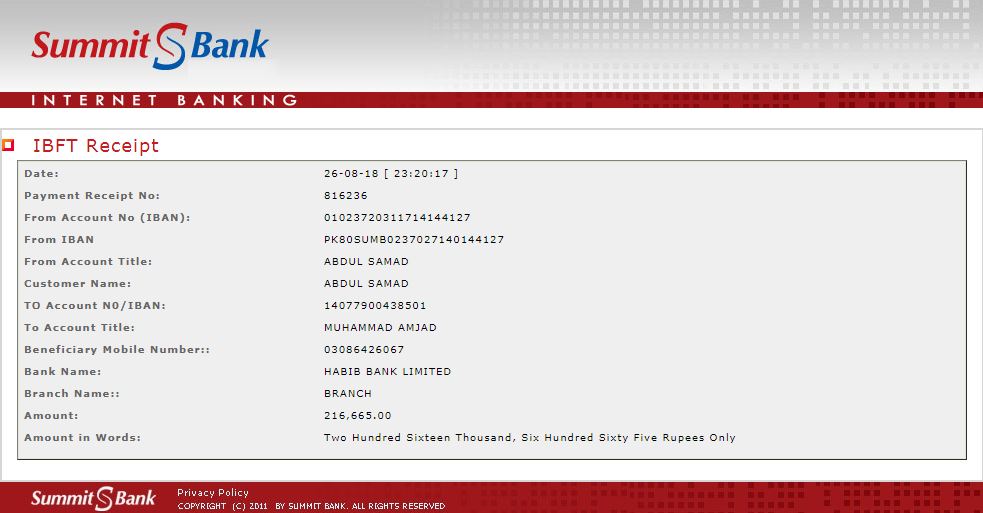 Summit S Bank
INTERNET BANKING
IBFT Receipt
Date: 26-08-18 [ 23:20:17 ]
Payment Receipt No: 816236
From Account No (IBAN): 01023720311714144127
From IBAN PK80SUMB0237027140144127
From Account Title: ABDUL SAMAD
Customer Name: ABDUL SAMAD
TO Account N0/IBAN: 14077900438501
To Account Title: MUHAMMAD AMJAD
Beneficiary Mobile Number:: 03086426067
Bank Name: HABIB BANK LIMITED
Branch Name:: BRANCH
Amount: 216,665.00
Amount in Words: Two Hundred Sixteen Thousand, Six Hundred Sixty Five Rupees Only
Summit S Bank
Privacy Policy
COPYRIGHT (C) 2011 BY SUMMIT BANK. ALL RIGHTS RESERVED